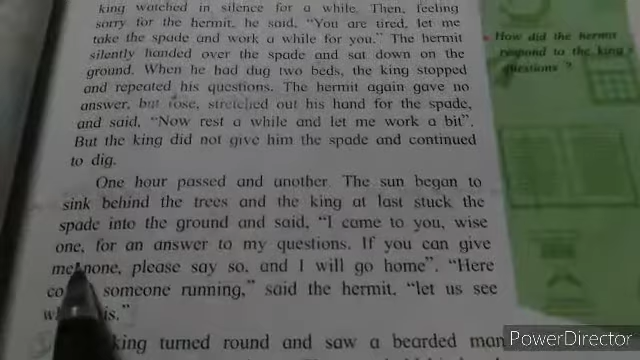 king watched in silence for a while. Then, feeling
sorry for the hermit, he said, "You are tired, let me
take the spade and work a while for you." The hermit
silently handed over the spade and sat down on the
ground. When he had dug two beds, the king stopped
and repeated his questions. The hermit again gave no
answer, but rose, stretched out his hand for the spade,
and said, "Now rest a while and let me work a bit".
But the king did not give him the spade and continued
to dig.
One hour passed and another. The sun began to
sink behind the trees and the king at last stuck the
spade into the ground and said, "I came to you, wise
one, for an answer to my questions. If you can give
me none, please say so, and I will go home". "Here
co someone running," said the hermit. "let us see
is."
king turned round and saw a bearded man
How did the hermit
respond to the king's
questions ?
PowerDirector